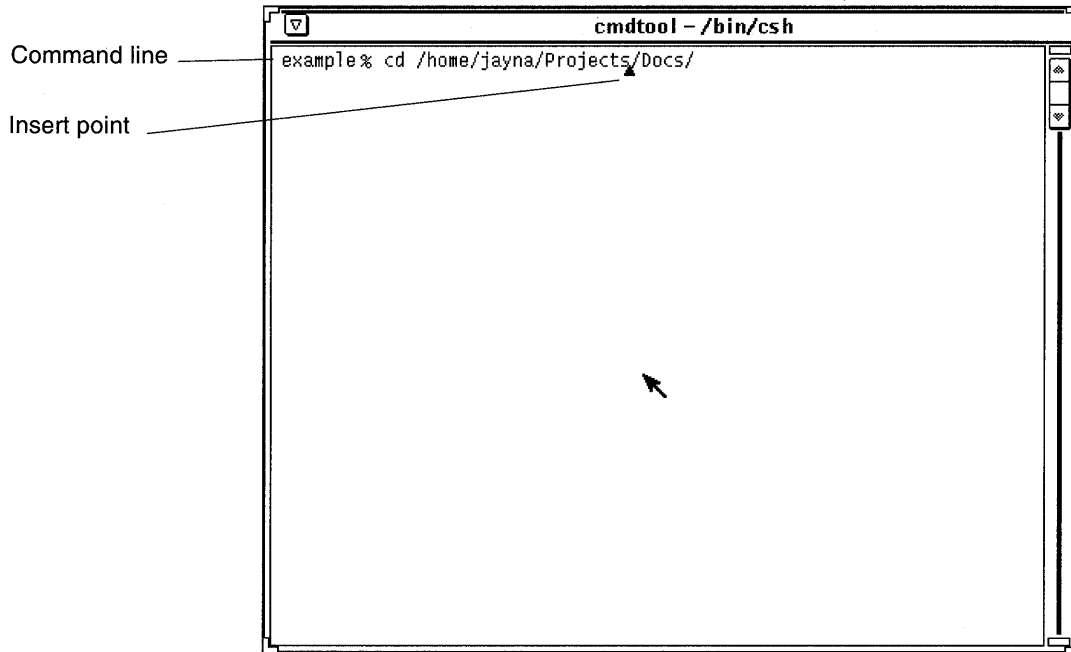 cmdtool – /bin/csh
Command line
example % cd /home/jayna/Projects/Docs/
Insert point